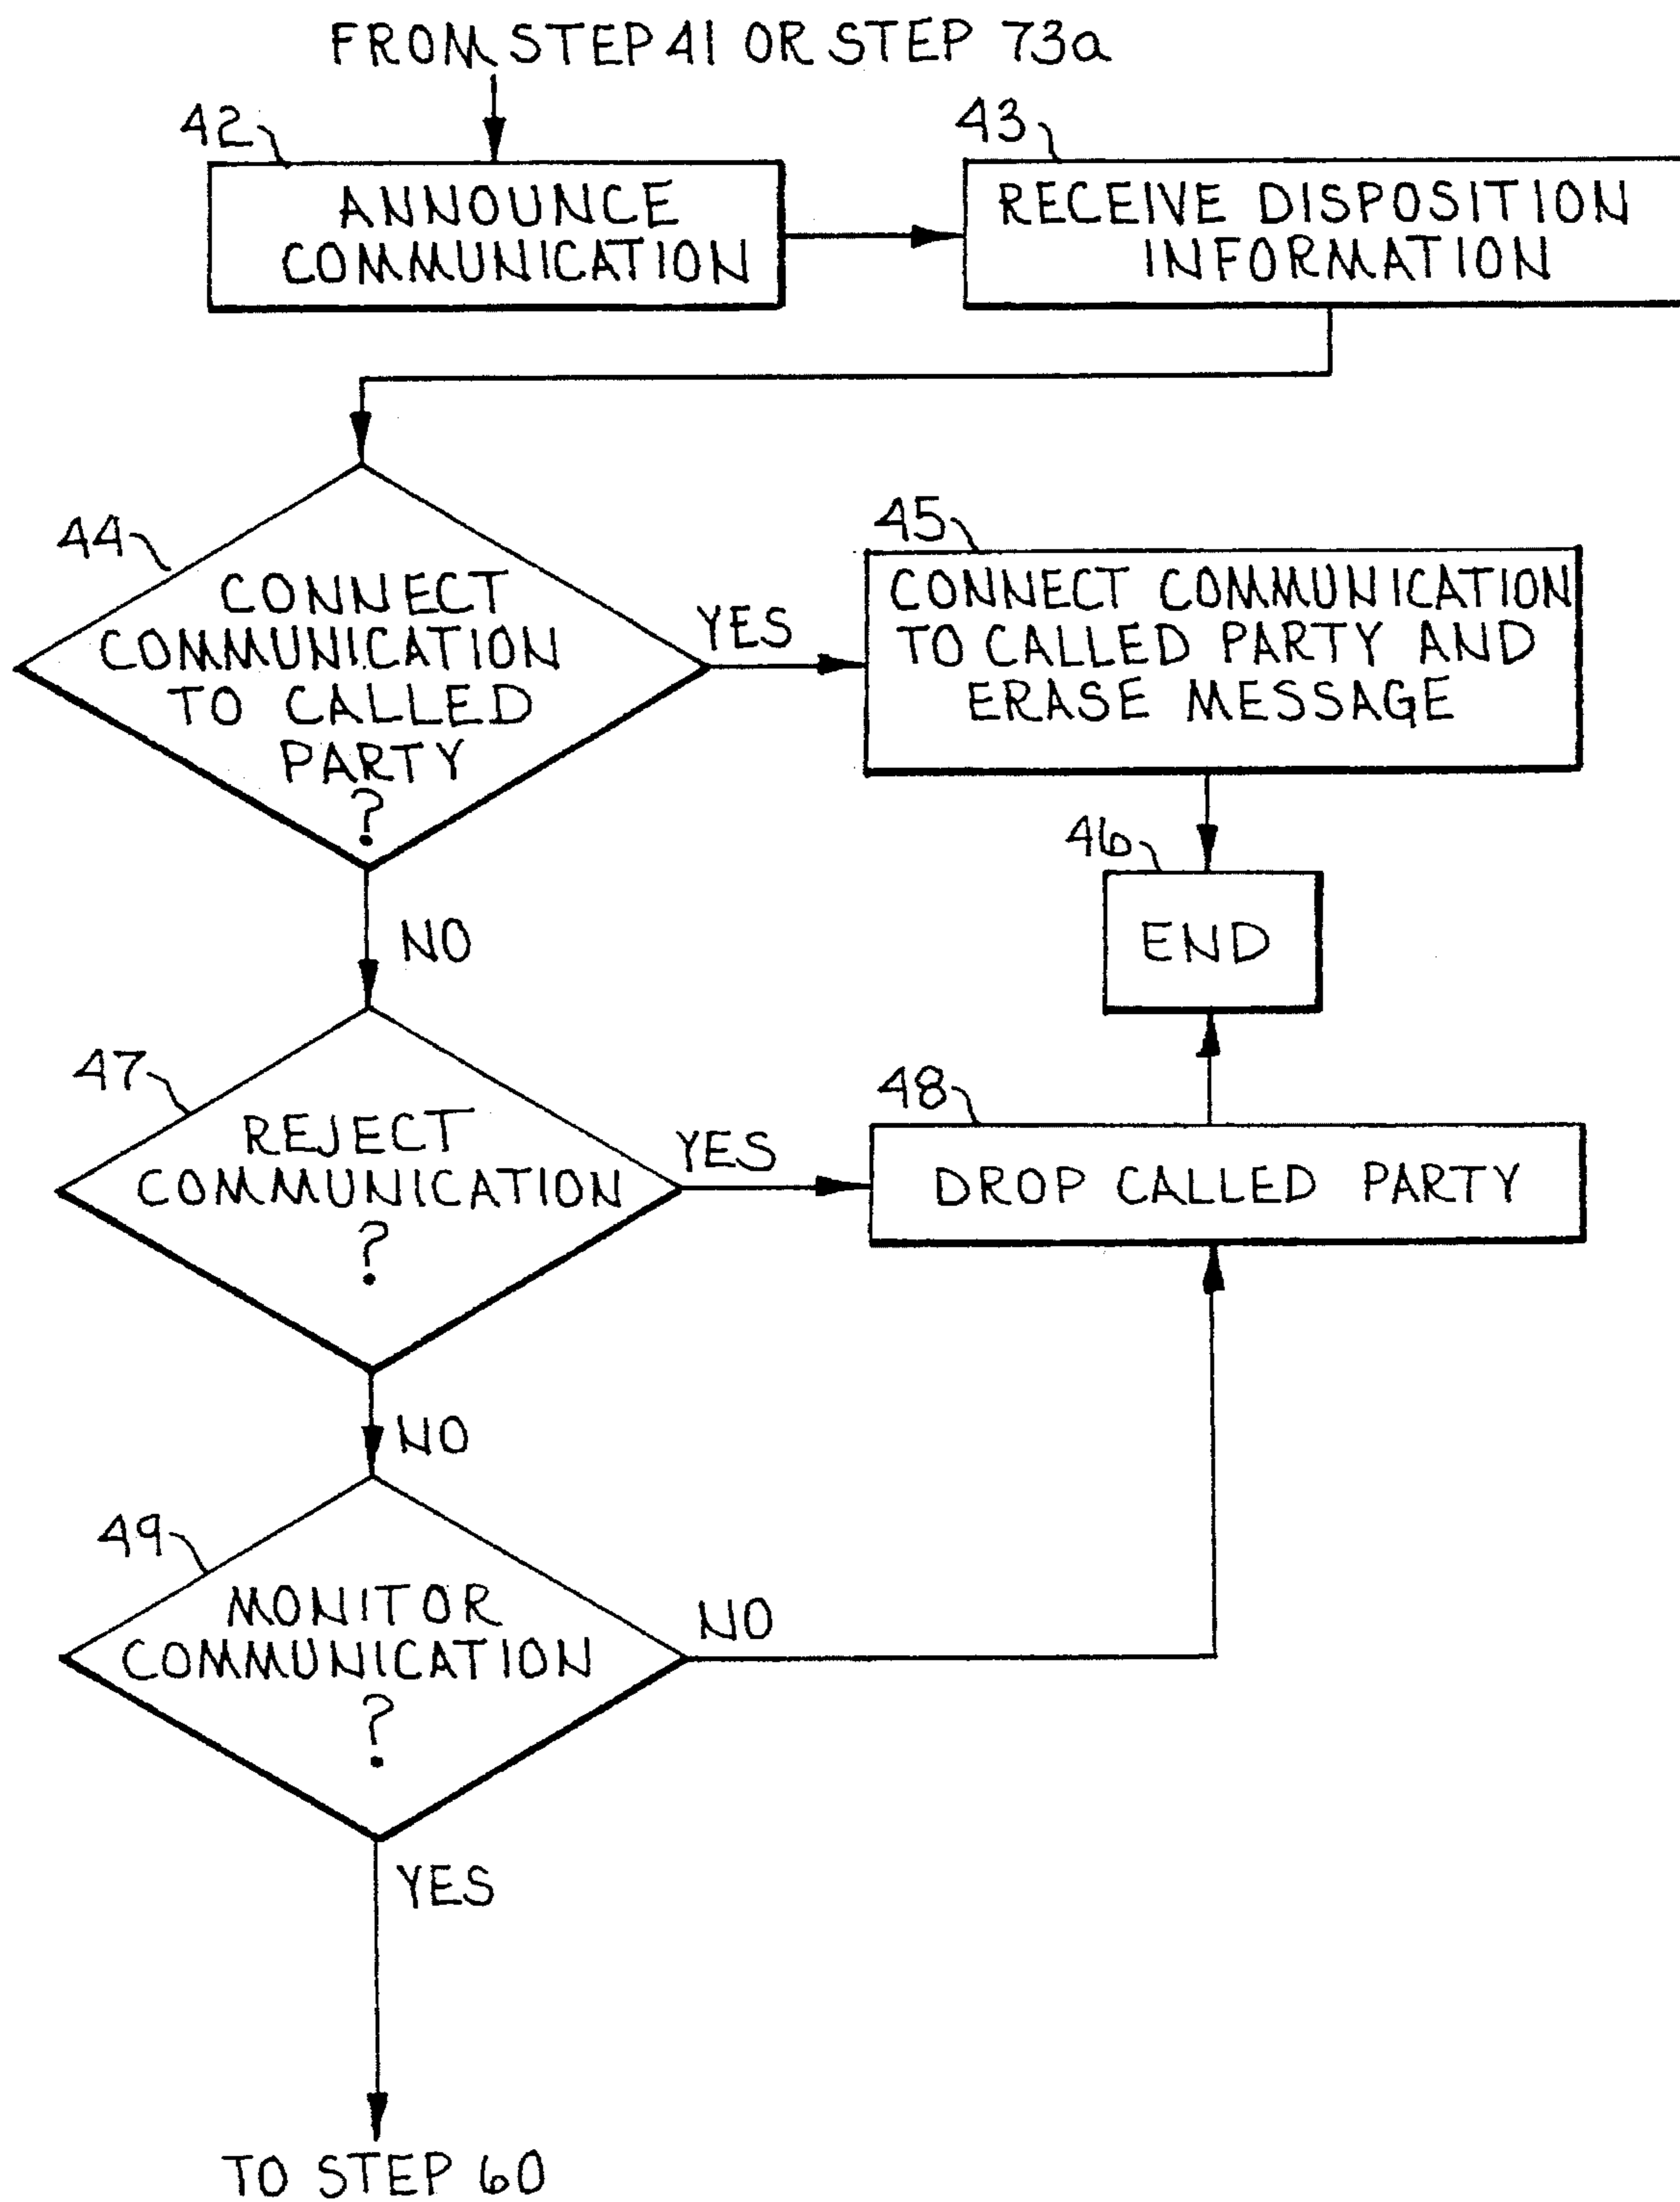 FROM STEP 41 OR STEP 73a
42
ANNOUNCE
COMMUNICATION
43
RECEIVE DISPOSITION
INFORMATION
44
CONNECT
COMMUNICATION
TO CALLED
PARTY
?
YES
45
CONNECT COMMUNICATION
TO CALLED PARTY AND
ERASE MESSAGE
46
END
NO
47
REJECT
COMMUNICATION
?
YES
48
DROP CALLED PARTY
NO
49
MONITOR
COMMUNICATION
?
NO
YES
TO STEP 60